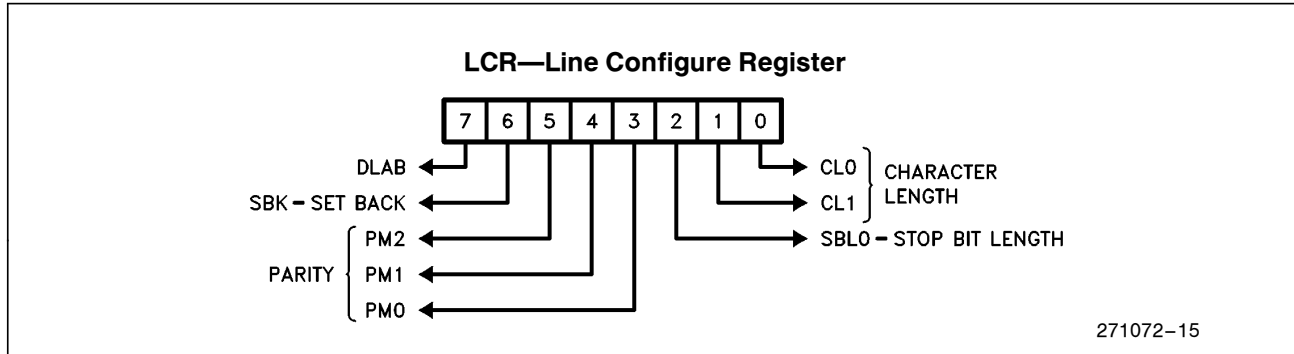 LCR—Line Configure Register
7 6 5 4 3 2 1 0
DLAB
SBK – SET BACK
PM2
PARITY
PM1
PM0
CL0
CHARACTER
LENGTH
CL1
SBL0 – STOP BIT LENGTH
271072–15